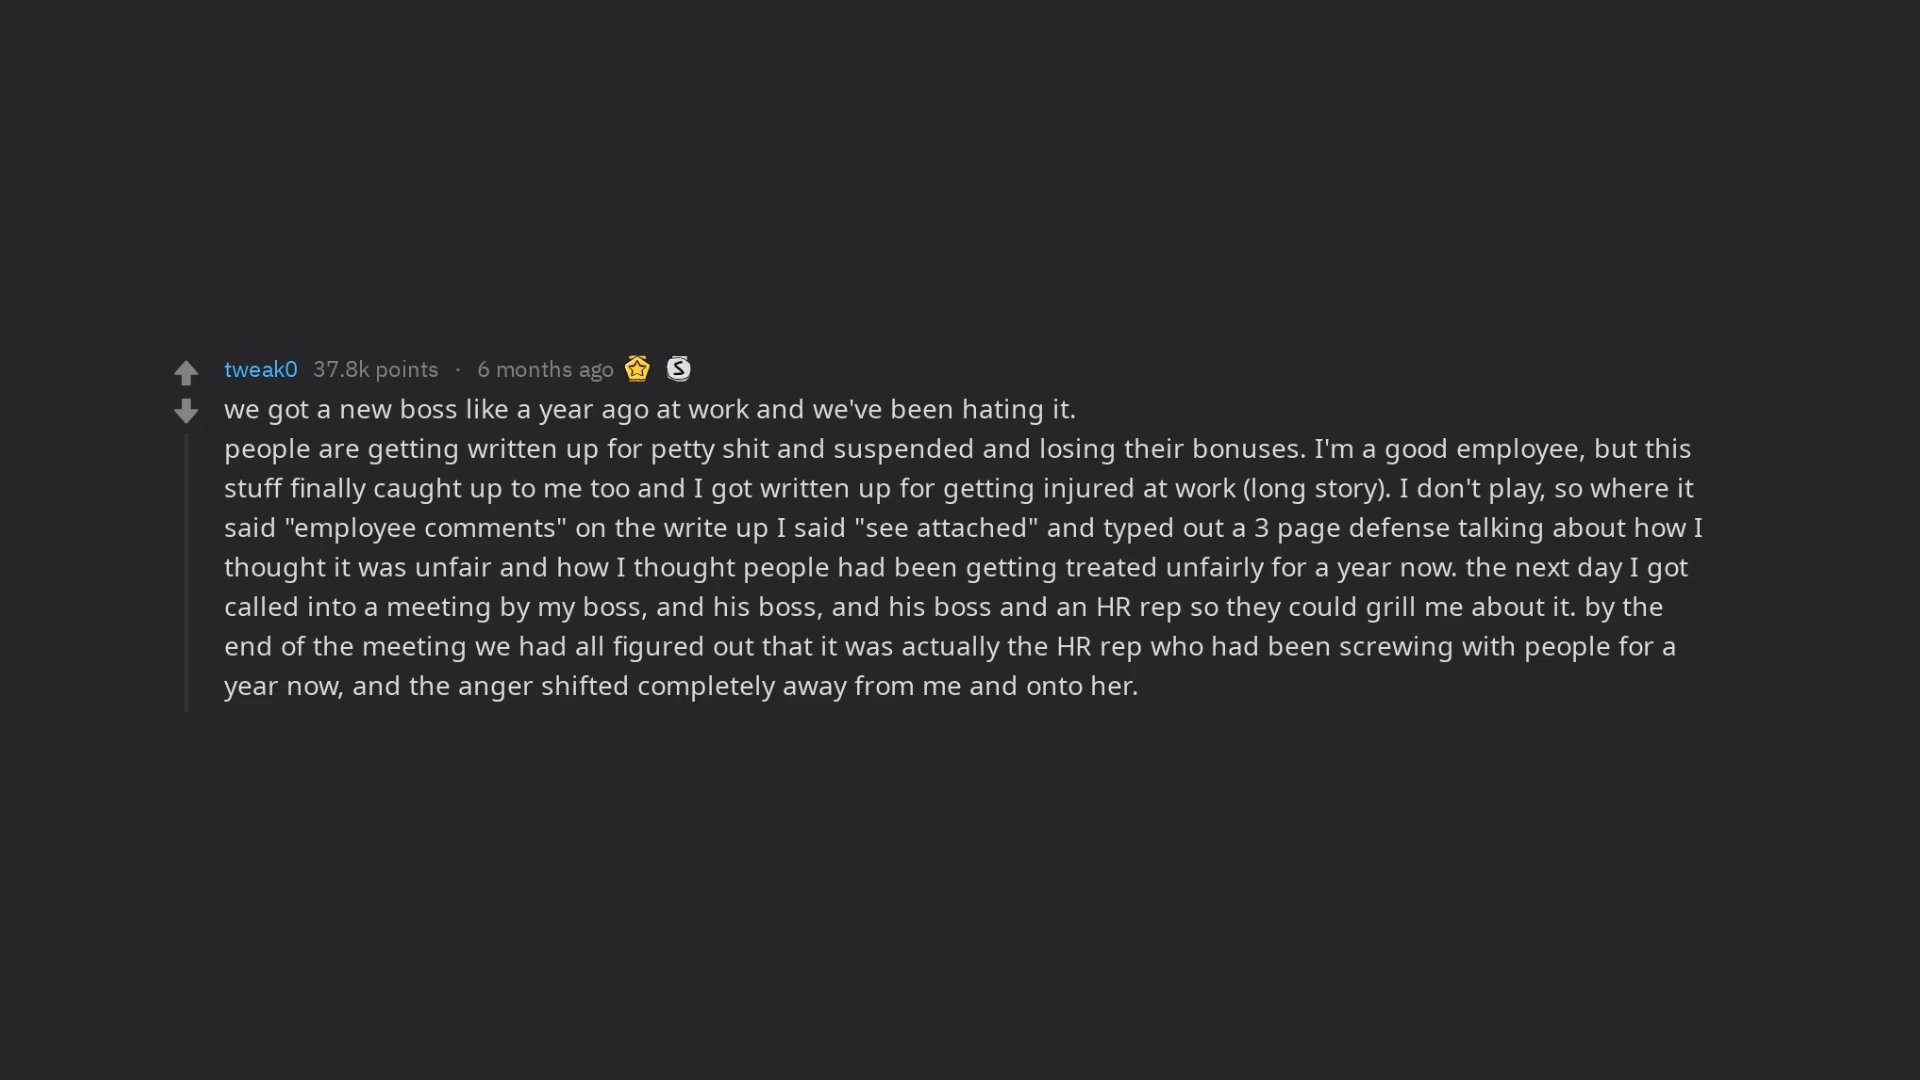 tweak0 37.8k points · 6 months ago S
we got a new boss like a year ago at work and we've been hating it.
people are getting written up for petty shit and suspended and losing their bonuses. I'm a good employee, but this
stuff finally caught up to me too and I got written up for getting injured at work (long story). I don't play, so where it
said "employee comments" on the write up I said "see attached" and typed out a 3 page defense talking about how I
thought it was unfair and how I thought people had been getting treated unfairly for a year now. the next day I got
called into a meeting by my boss, and his boss, and his boss and an HR rep so they could grill me about it. by the
end of the meeting we had all figured out that it was actually the HR rep who had been screwing with people for a
year now, and the anger shifted completely away from me and onto her.